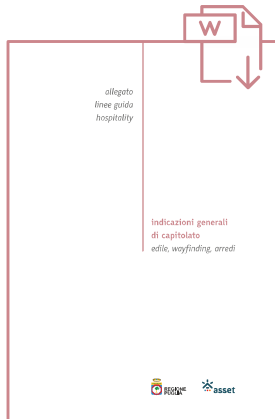 W
allegato
linee guida
hospitality
indicazioni generali
di capitolato
edile, wayfinding, arredi
REGIONE
PUGLIA
asset